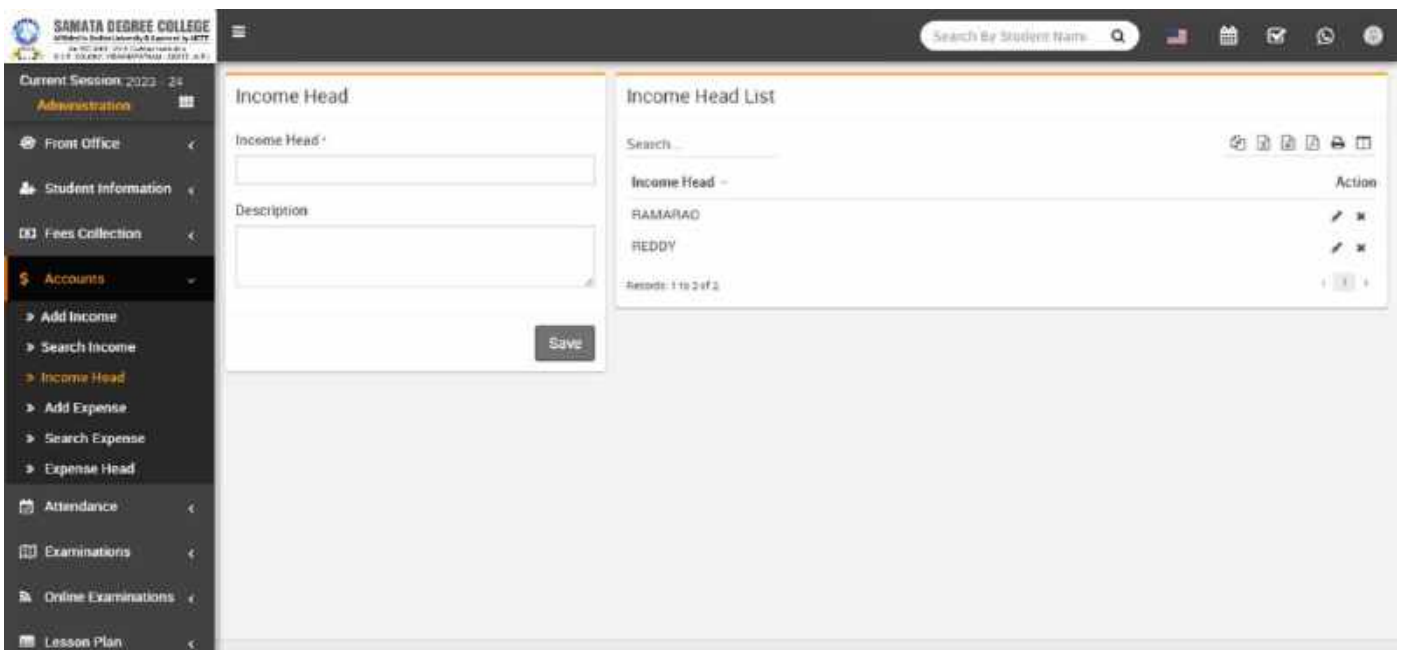 SAMATA DEGREE COLLEGE
Search By Student Name
Current Session: 2023 - 24
Administration
Front Office
Student Information
Fees Collection
Accounts
Add Income
Search Income
Income Head
Add Expense
Search Expense
Expense Head
Attendance
Examinations
Online Examinations
Lesson Plan
Income Head
Income Head *
Description
Save
Income Head List
Search...
Income Head
Action
RAMARAO
REDDY
Records: 1 to 2 of 2
1